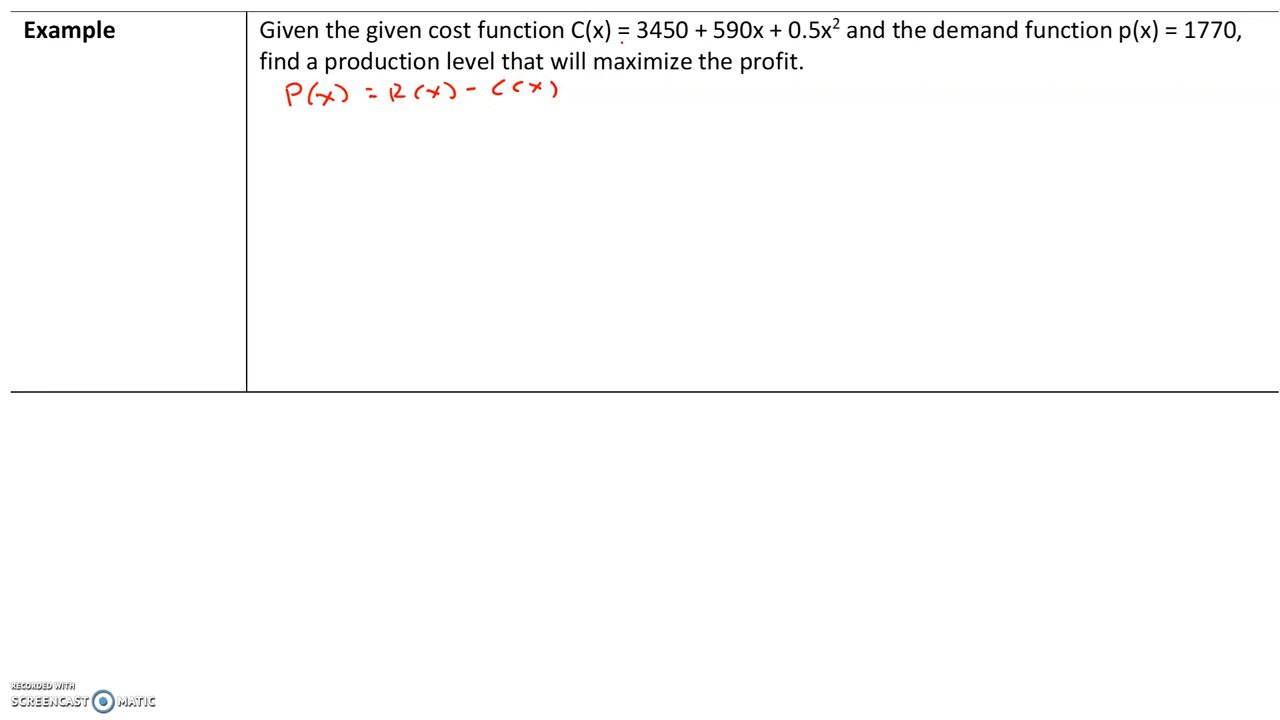 Example
Given the given cost function C(x) = 3450 + 590x + 0.5x² and the demand function p(x) = 1770,
find a production level that will maximize the profit.
P(x) = R(x) - C(x)
RECORDED WITH
SCREENCAST MATIC